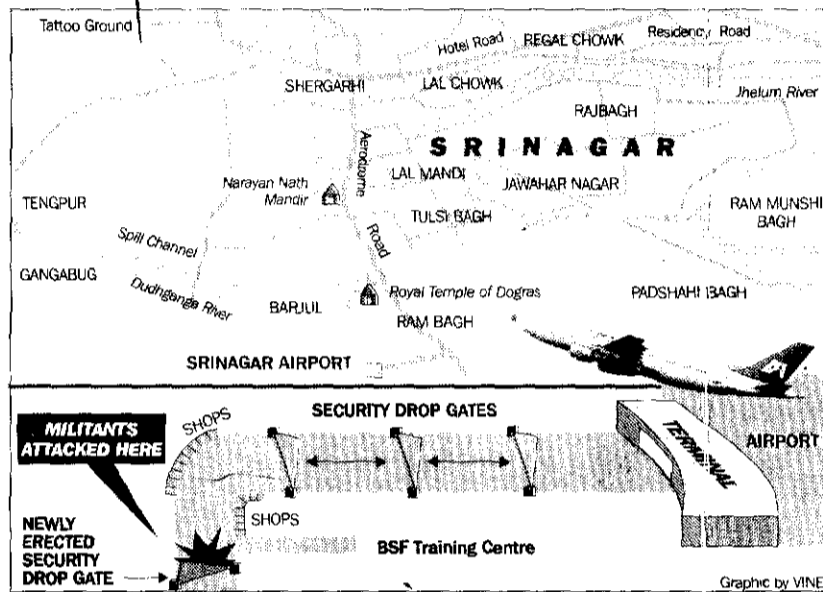 Tattoo Ground
Hotel Road
REGAL CHOWK
Residency Road
SHERGARHI
LAL CHOWK
Jhelum River
RAJBAGH
SRINAGAR
Aerodrome
Road
Narayan Nath
Mandir
LAL MANDI
JAWAHAR NAGAR
TENGPUR
TULSI BAGH
RAM MUNSHI
BAGH
Spill Channel
GANGABUG
Dudhganga River
BARJUL
Royal Temple of Dogras
PADSHAHI BAGH
RAM BAGH
SRINAGAR AIRPORT
SECURITY DROP GATES
MILITANTS
ATTACKED HERE
SHOPS
TERMINAL
AIRPORT
SHOPS
NEWLY
ERECTED
SECURITY
DROP GATE
BSF Training Centre
Graphic by VINE